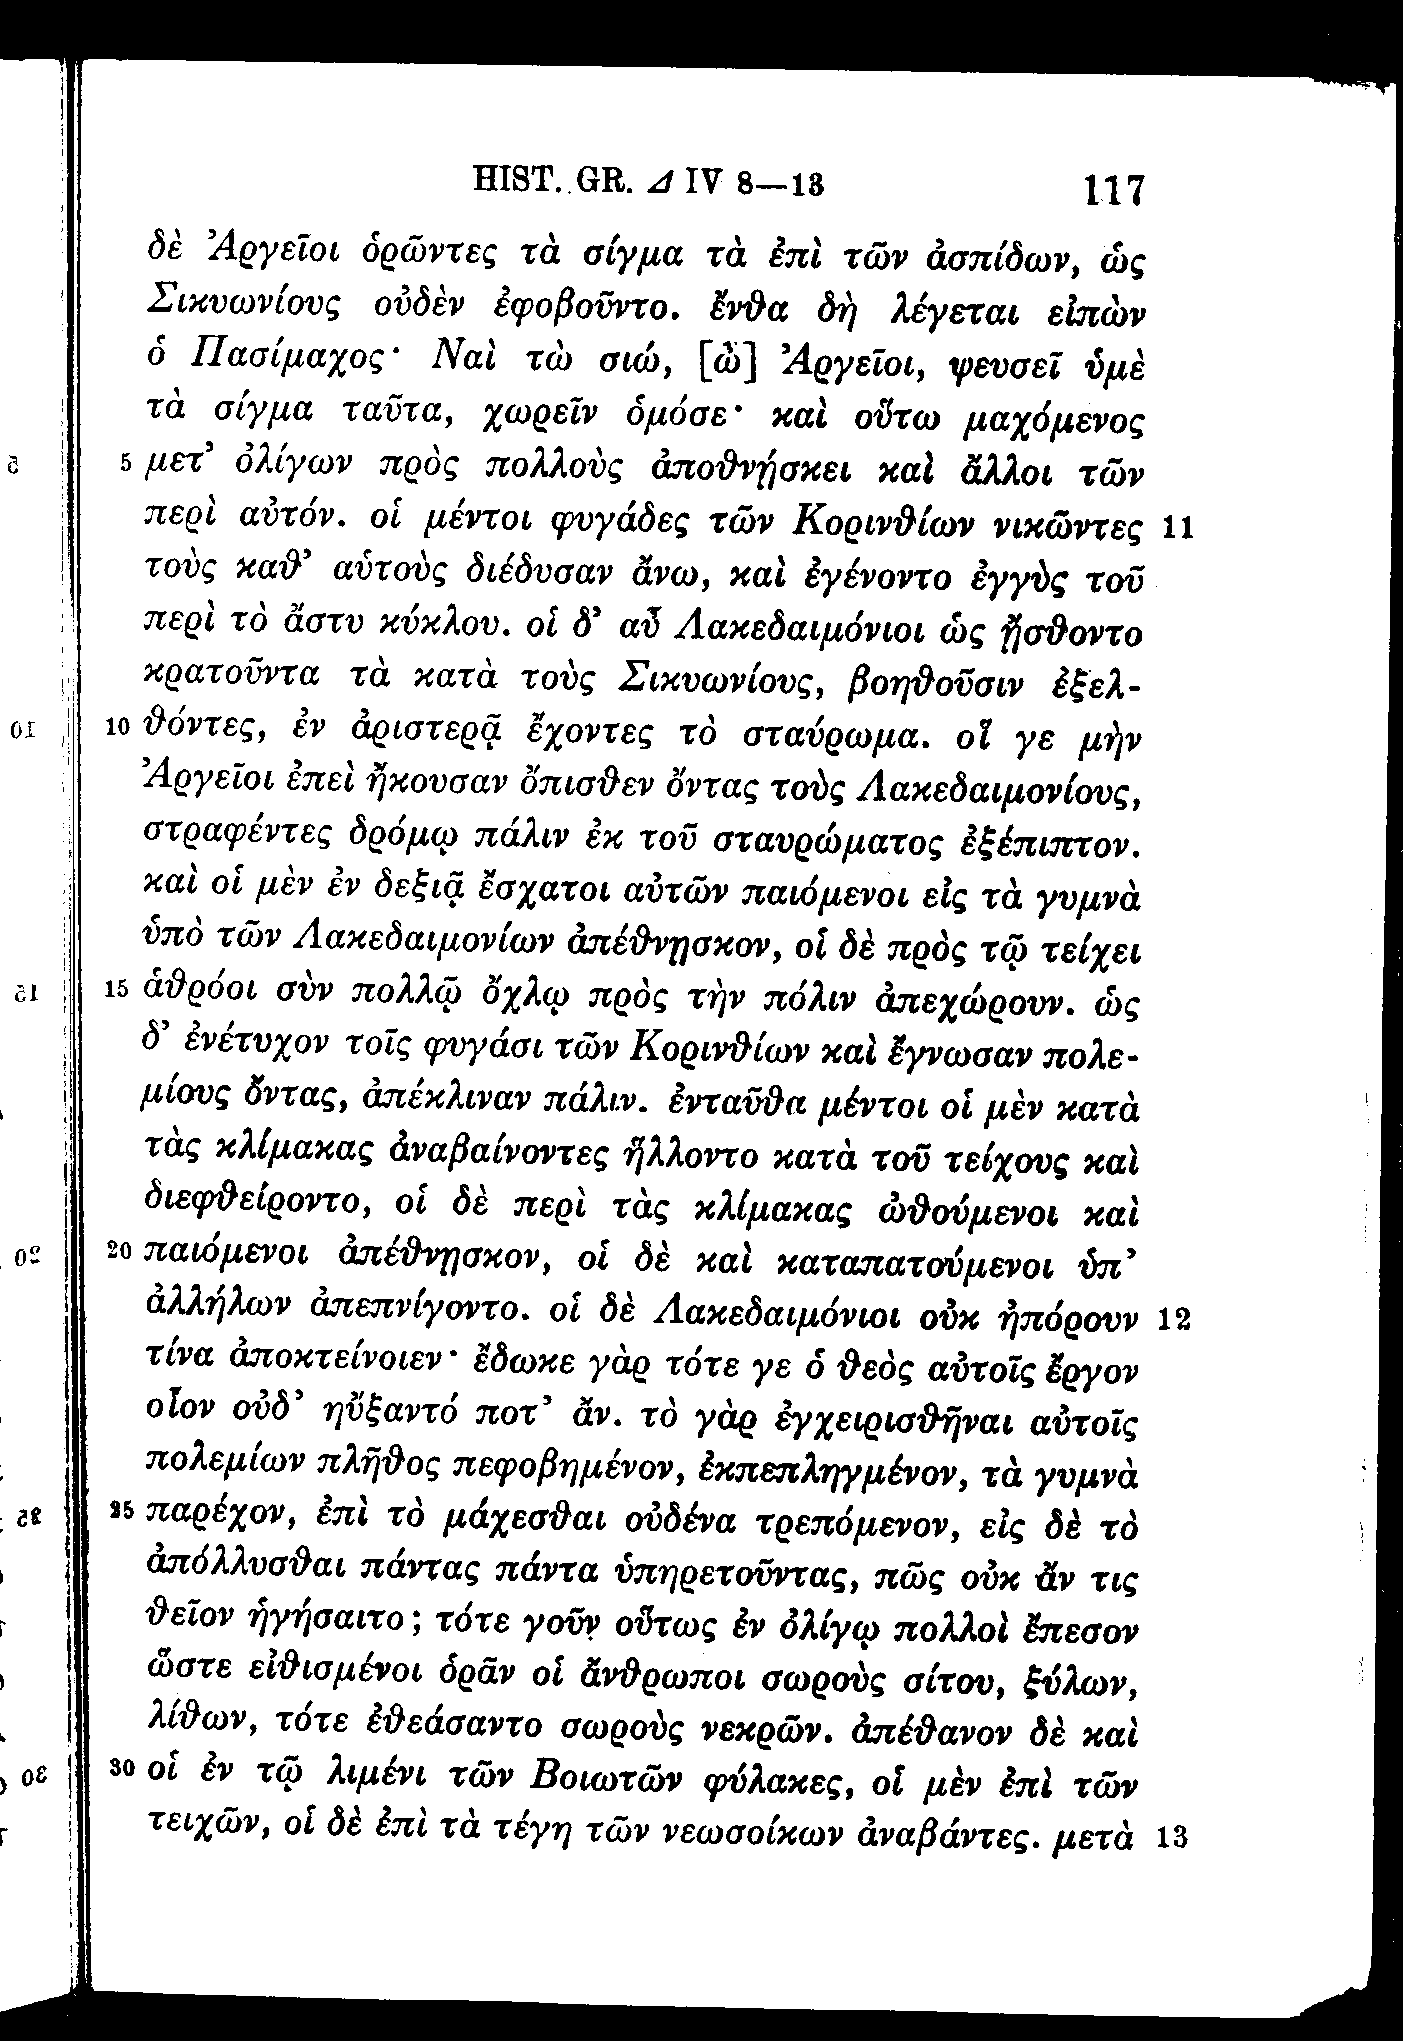 HIST. GR. Δ IV 8—13 117
δὲ Ἀργεῖοι ὁρῶντες τὰ σίγμα τὰ ἐπὶ τῶν ἀσπίδων, ὡς
Σικυωνίους οὐδὲν ἐφοβοῦντο. ἔνθα δὴ λέγεται εἰπὼν
ὁ Πασίμαχος· Ναὶ τὼ σιώ, [ὦ] Ἀργεῖοι, ψευσεῖ ὑμὲ
τὰ σίγμα ταῦτα, χωρεῖν ὁμόσε· καὶ οὕτω μαχόμενος
5 μετ’ ὀλίγων πρὸς πολλοὺς ἀποθνῄσκει καὶ ἄλλοι τῶν
περὶ αὐτόν. οἱ μέντοι φυγάδες τῶν Κορινθίων νικῶντες 11
τοὺς καθ’ αὑτοὺς διέδυσαν ἄνω, καὶ ἐγένοντο ἐγγὺς τοῦ
περὶ τὸ ἄστυ κύκλου. οἱ δ’ αὖ Λακεδαιμόνιοι ὡς ᾔσθοντο
κρατοῦντα τὰ κατὰ τοὺς Σικυωνίους, βοηθοῦσιν ἐξελ-
10 θόντες, ἐν ἀριστερᾷ ἔχοντες τὸ σταύρωμα. οἵ γε μὴν
Ἀργεῖοι ἐπεὶ ἤκουσαν ὄπισθεν ὄντας τοὺς Λακεδαιμονίους,
στραφέντες δρόμῳ πάλιν ἐκ τοῦ σταυρώματος ἐξέπιπτον.
καὶ οἱ μὲν ἐν δεξιᾷ ἔσχατοι αὐτῶν παιόμενοι εἰς τὰ γυμνὰ
ὑπὸ τῶν Λακεδαιμονίων ἀπέθνῃσκον, οἱ δὲ πρὸς τῷ τείχει
15 ἁθρόοι σὺν πολλῷ ὄχλῳ πρὸς τὴν πόλιν ἀπεχώρουν. ὡς
δ’ ἐνέτυχον τοῖς φυγάσι τῶν Κορινθίων καὶ ἔγνωσαν πολε-
μίους ὄντας, ἀπέκλιναν πάλιν. ἐνταῦθα μέντοι οἱ μὲν κατὰ
τὰς κλίμακας ἀναβαίνοντες ἥλλοντο κατὰ τοῦ τείχους καὶ
διεφθείροντο, οἱ δὲ περὶ τὰς κλίμακας ὠθούμενοι καὶ
20 παιόμενοι ἀπέθνῃσκον, οἱ δὲ καὶ καταπατούμενοι ὑπ’
ἀλλήλων ἀπεπνίγοντο. οἱ δὲ Λακεδαιμόνιοι οὐκ ἠπόρουν 12
τίνα ἀποκτείνοιεν· ἔδωκε γὰρ τότε γε ὁ θεὸς αὐτοῖς ἔργον
οἷον οὐδ’ ηὔξαντό ποτ’ ἄν. τὸ γὰρ ἐγχειρισθῆναι αὐτοῖς
πολεμίων πλῆθος πεφοβημένον, ἐκπεπληγμένον, τὰ γυμνὰ
25 παρέχον, ἐπὶ τὸ μάχεσθαι οὐδένα τρεπόμενον, εἰς δὲ τὸ
ἀπόλλυσθαι πάντας πάντα ὑπηρετοῦντας, πῶς οὐκ ἄν τις
θεῖον ἡγήσαιτο; τότε γοῦν οὕτως ἐν ὀλίγῳ πολλοὶ ἔπεσον
ὥστε εἰθισμένοι ὁρᾶν οἱ ἄνθρωποι σωροὺς σίτου, ξύλων,
λίθων, τότε ἐθεάσαντο σωροὺς νεκρῶν. ἀπέθανον δὲ καὶ
30 οἱ ἐν τῷ λιμένι τῶν Βοιωτῶν φύλακες, οἱ μὲν ἐπὶ τῶν
τειχῶν, οἱ δὲ ἐπὶ τὰ τέγη τῶν νεωσοίκων ἀναβάντες. μετὰ 13